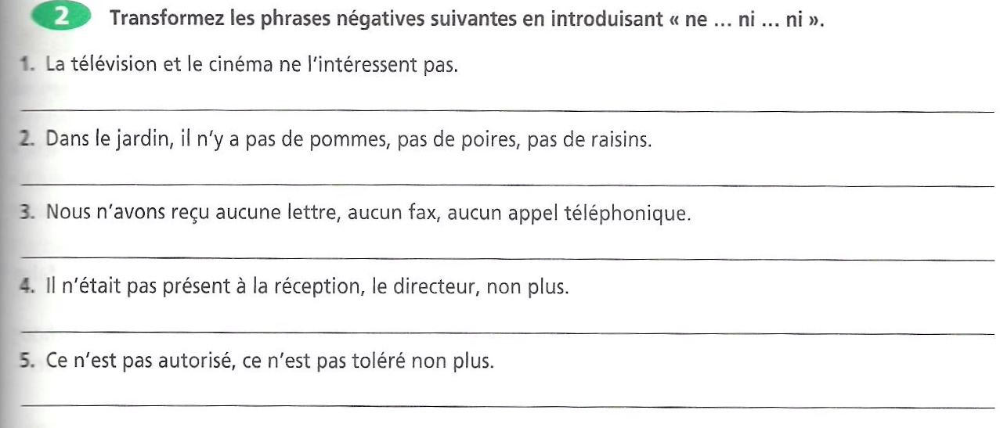 2 Transformez les phrases négatives suivantes en introduisant « ne ... ni ... ni ».
1. La télévision et le cinéma ne l'intéressent pas.
2. Dans le jardin, il n'y a pas de pommes, pas de poires, pas de raisins.
3. Nous n'avons reçu aucune lettre, aucun fax, aucun appel téléphonique.
4. Il n'était pas présent à la réception, le directeur, non plus.
5. Ce n'est pas autorisé, ce n'est pas toléré non plus.